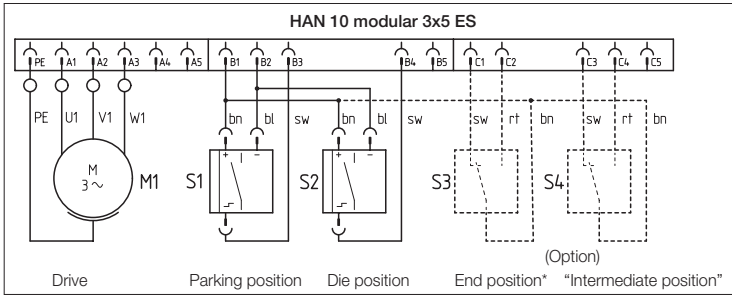 HAN 10 modular 3x5 ES
PE A1 A2 A3 A4 A5 B1 B2 B3 B4 B5 C1 C2 C3 C4 C5
PE U1 V1 W1 bn bl sw bn bl sw sw rt bn sw rt bn
M
3~
M1 S1 + - S2 + - S3 S4
(Option)
Drive Parking position Die position End position* “Intermediate position”